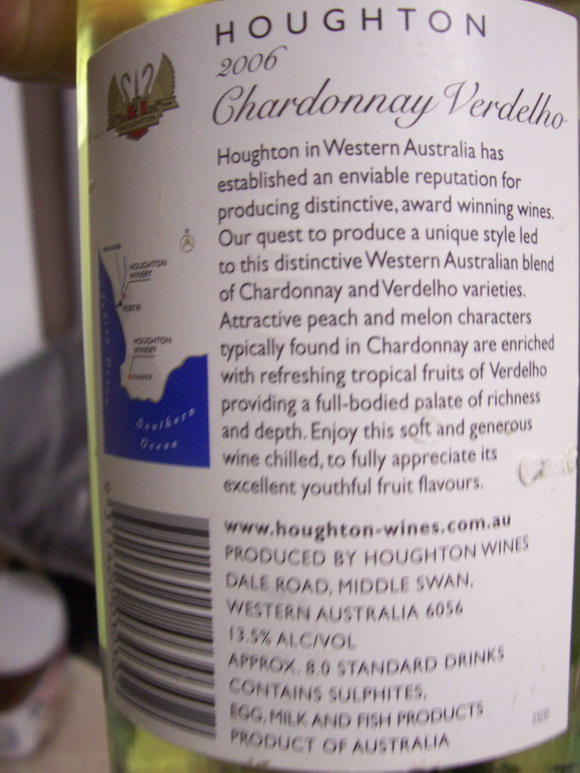 HOUGHTON
2006
Chardonnay Verdelho
HOUGHTON
Houghton in Western Australia has
established an enviable reputation for
producing distinctive, award winning wines.
Our quest to produce a unique style led
to this distinctive Western Australian blend
of Chardonnay and Verdelho varieties.
Attractive peach and melon characters
typically found in Chardonnay are enriched
with refreshing tropical fruits of Verdelho
providing a full-bodied palate of richness
and depth. Enjoy this soft and generous
wine chilled, to fully appreciate its
excellent youthful fruit flavours.
HOUGHTON
WINERY
PERTH
HOUGHTON
WINERY
Southern
Ocean
www.houghton-wines.com.au
PRODUCED BY HOUGHTON WINES
DALE ROAD, MIDDLE SWAN,
WESTERN AUSTRALIA 6056
13.5% ALC/VOL
APPROX. 8.0 STANDARD DRINKS
CONTAINS SULPHITES,
EGG, MILK AND FISH PRODUCTS
PRODUCT OF AUSTRALIA